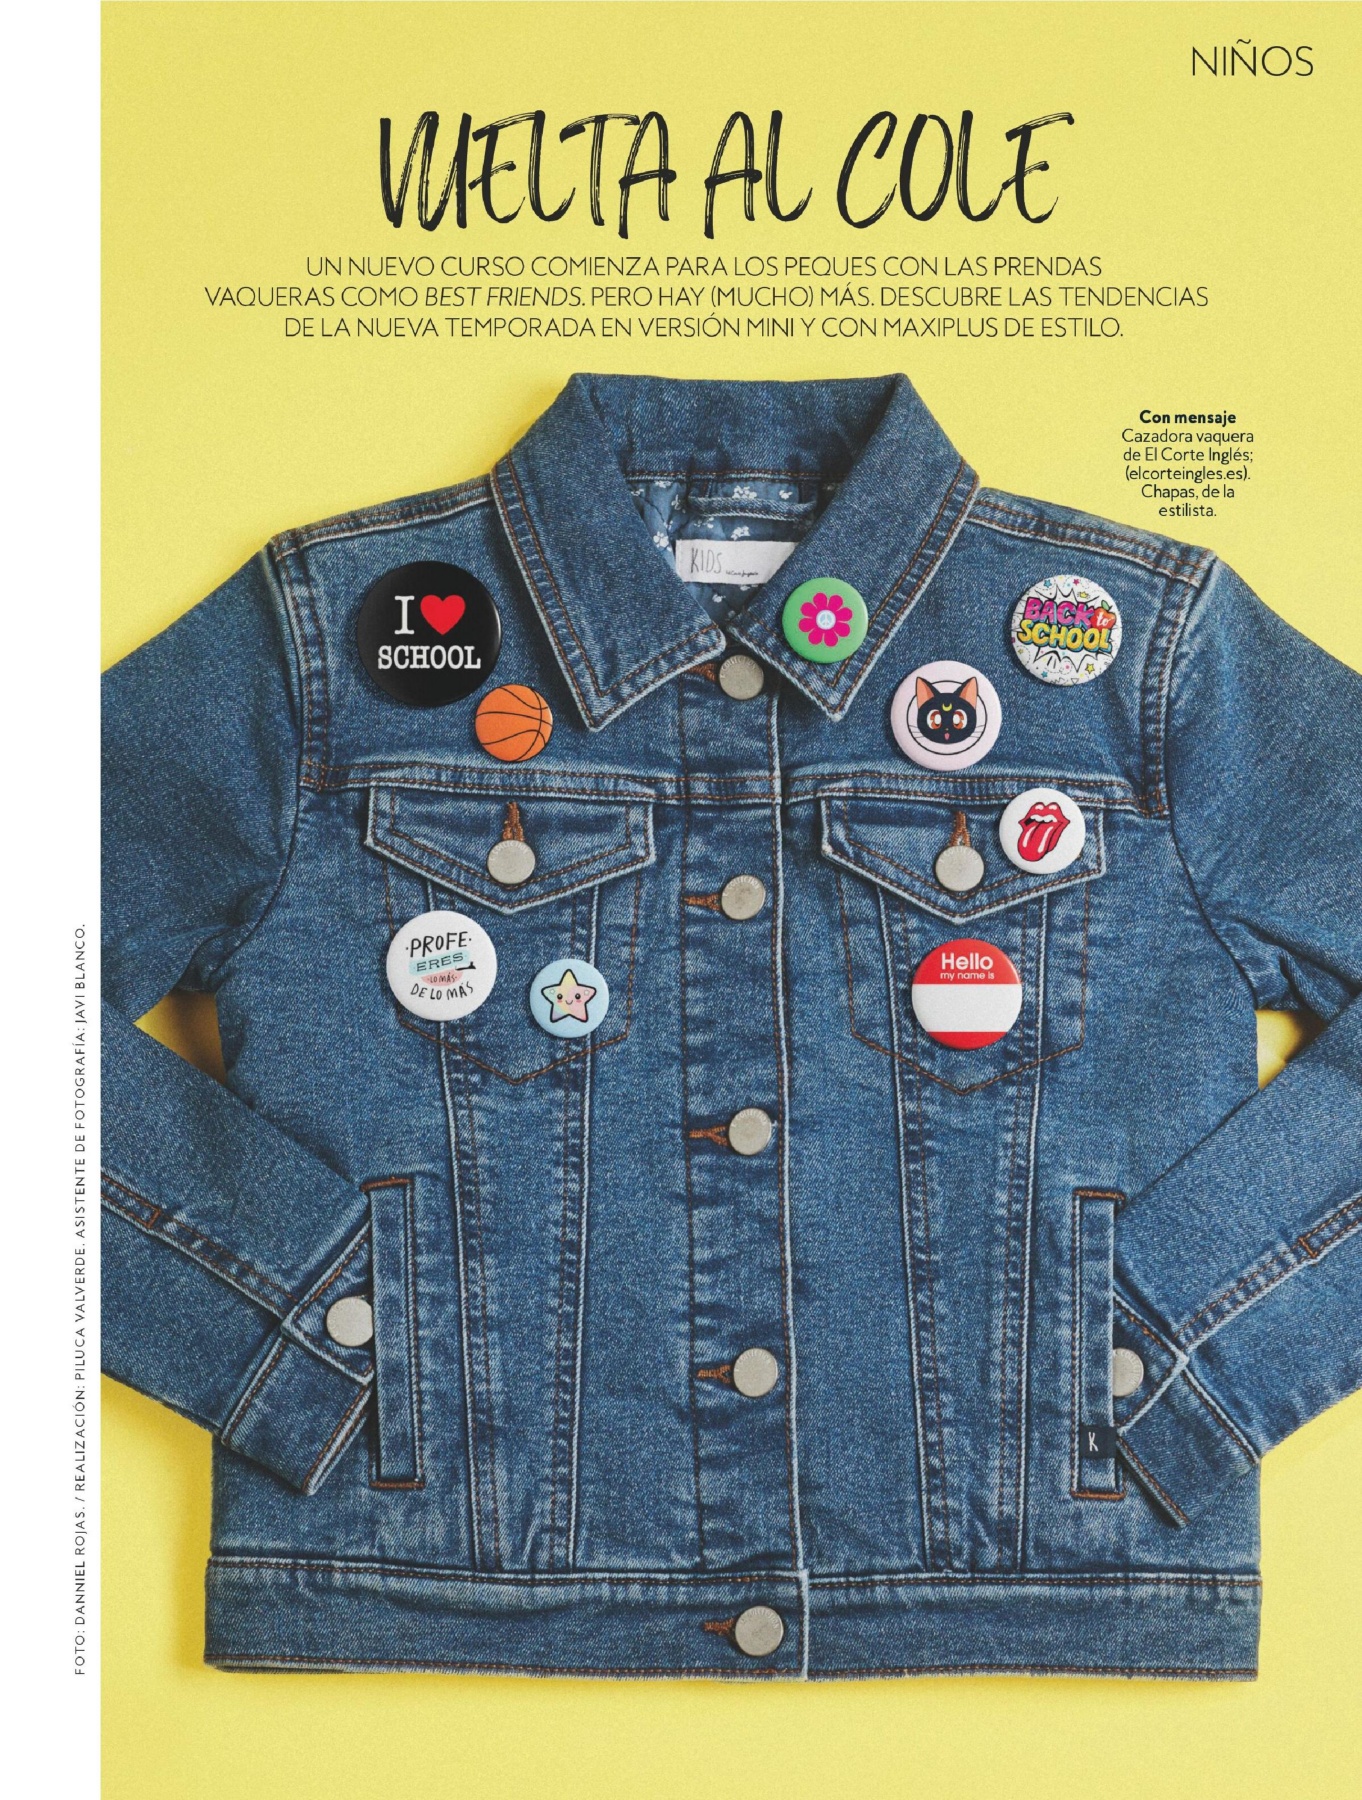 NIÑOS
VUELTA AL COLE
UN NUEVO CURSO COMIENZA PARA LOS PEQUES CON LAS PRENDAS
VAQUERAS COMO BEST FRIENDS. PERO HAY (MUCHO) MÁS. DESCUBRE LAS TENDENCIAS
DE LA NUEVA TEMPORADA EN VERSIÓN MINI Y CON MAXIPLUS DE ESTILO.
Con mensaje
Cazadora vaquera
de El Corte Inglés;
(elcorteingles.es).
Chapas, de la
estilista.
KIDS
I
SCHOOL
BACK to
SCHOOL
·PROFE·
ERES
·LO MÁS·
DE LO MÁS
Hello
my name is
K
FOTO: DANNIEL ROJAS. / REALIZACIÓN: PILUCA VALVERDE. ASISTENTE DE FOTOGRAFÍA: JAVI BLANCO.